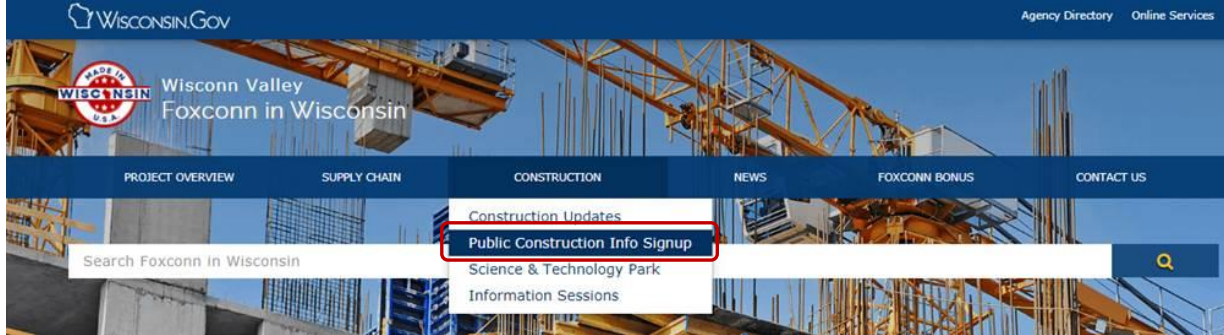 WISCONSIN.GOV
Agency Directory Online Services
MADE IN
WISCONSIN
U.S.A.
Wisconn Valley
Foxconn in Wisconsin
PROJECT OVERVIEW SUPPLY CHAIN CONSTRUCTION NEWS FOXCONN BONUS CONTACT US
Construction Updates
Public Construction Info Signup
Search Foxconn in Wisconsin
Science & Technology Park
Information Sessions